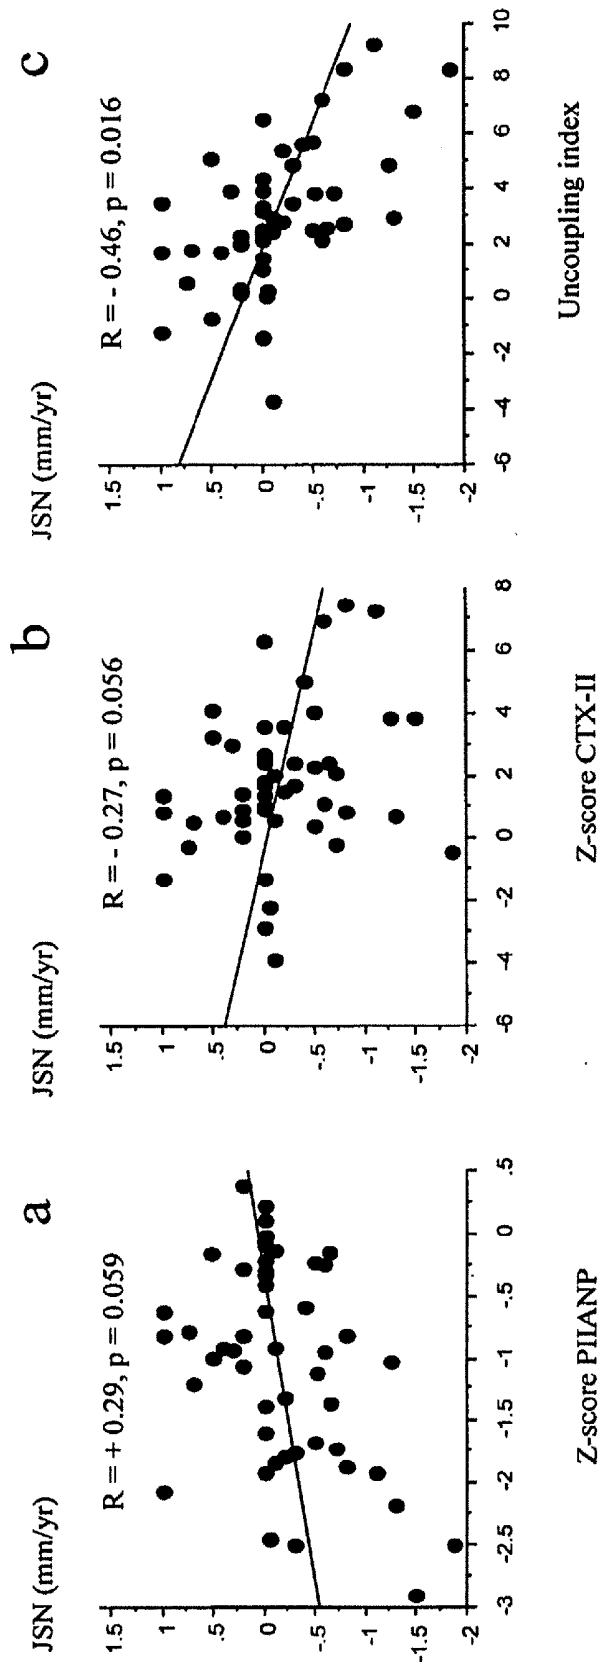 a
JSN (mm/yr)
R = + 0.29, p = 0.059
1.5
1
.5
0
-.5
-1
-1.5
-2
-3 -2.5 -2 -1.5 -1 -.5 0 .5
Z-score PIIANP
b
JSN (mm/yr)
R = - 0.27, p = 0.056
1.5
1
.5
0
-.5
-1
-1.5
-2
-6 -4 -2 0 2 4 6 8
Z-score CTX-II
c
JSN (mm/yr)
R = - 0.46, p = 0.016
1.5
1
.5
0
-.5
-1
-1.5
-2
-6 -4 -2 0 2 4 6 8 10
Uncoupling index